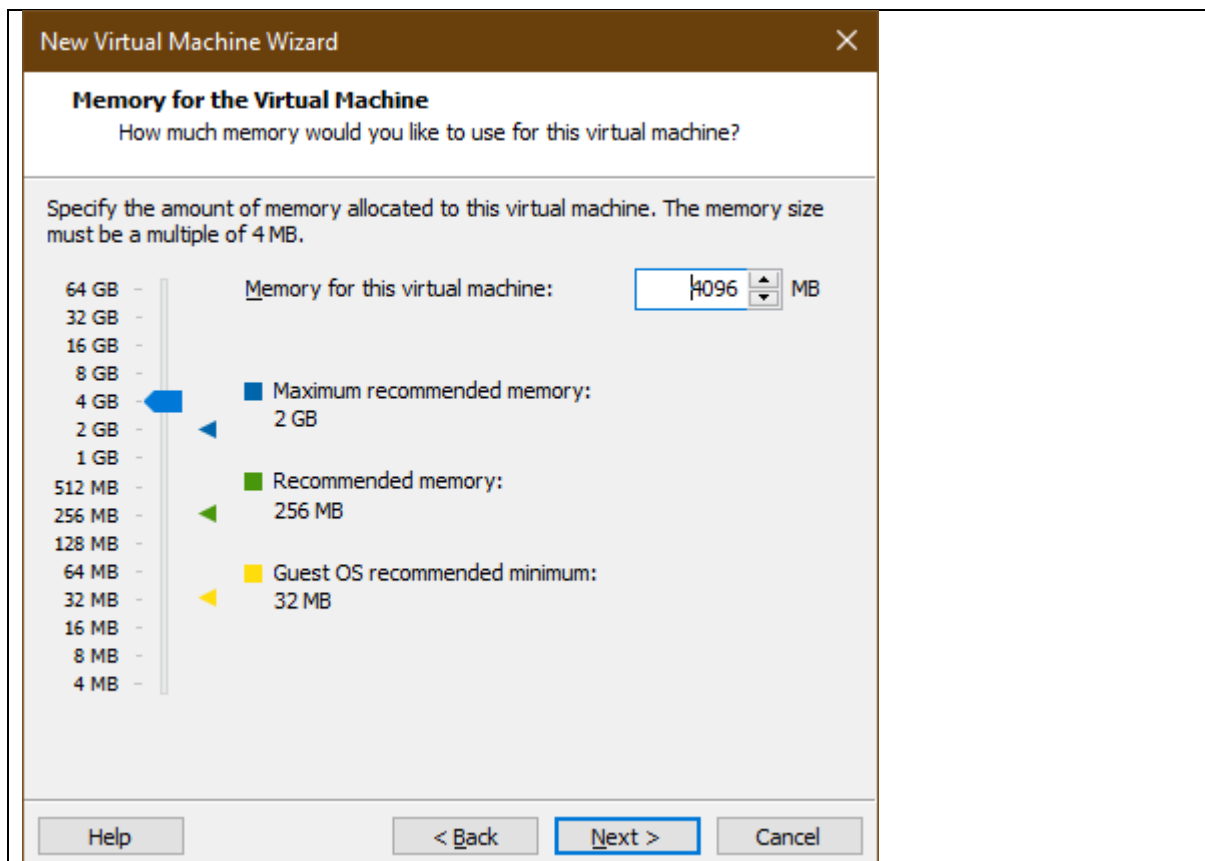 New Virtual Machine Wizard
Memory for the Virtual Machine
How much memory would you like to use for this virtual machine?
Specify the amount of memory allocated to this virtual machine. The memory size
must be a multiple of 4 MB.
64 GB
32 GB
16 GB
8 GB
4 GB
2 GB
1 GB
512 MB
256 MB
128 MB
64 MB
32 MB
16 MB
8 MB
4 MB
Memory for this virtual machine: 4096 MB
Maximum recommended memory:
2 GB
Recommended memory:
256 MB
Guest OS recommended minimum:
32 MB
Help < Back Next > Cancel